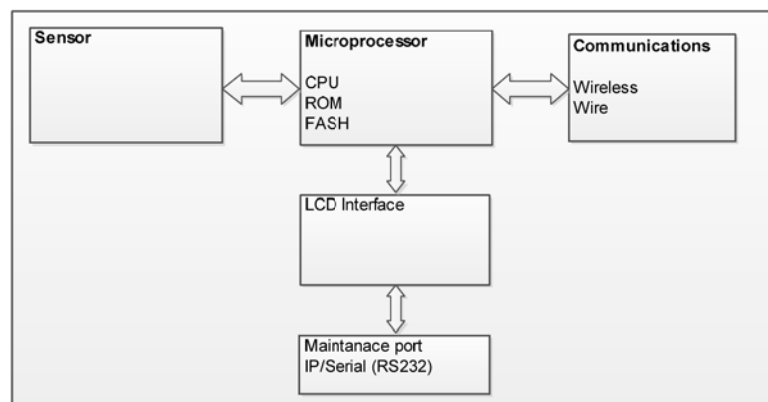 Sensor
Microprocessor
CPU
ROM
FASH
Communications
Wireless
Wire
LCD Interface
Maintanace port
IP/Serial (RS232)